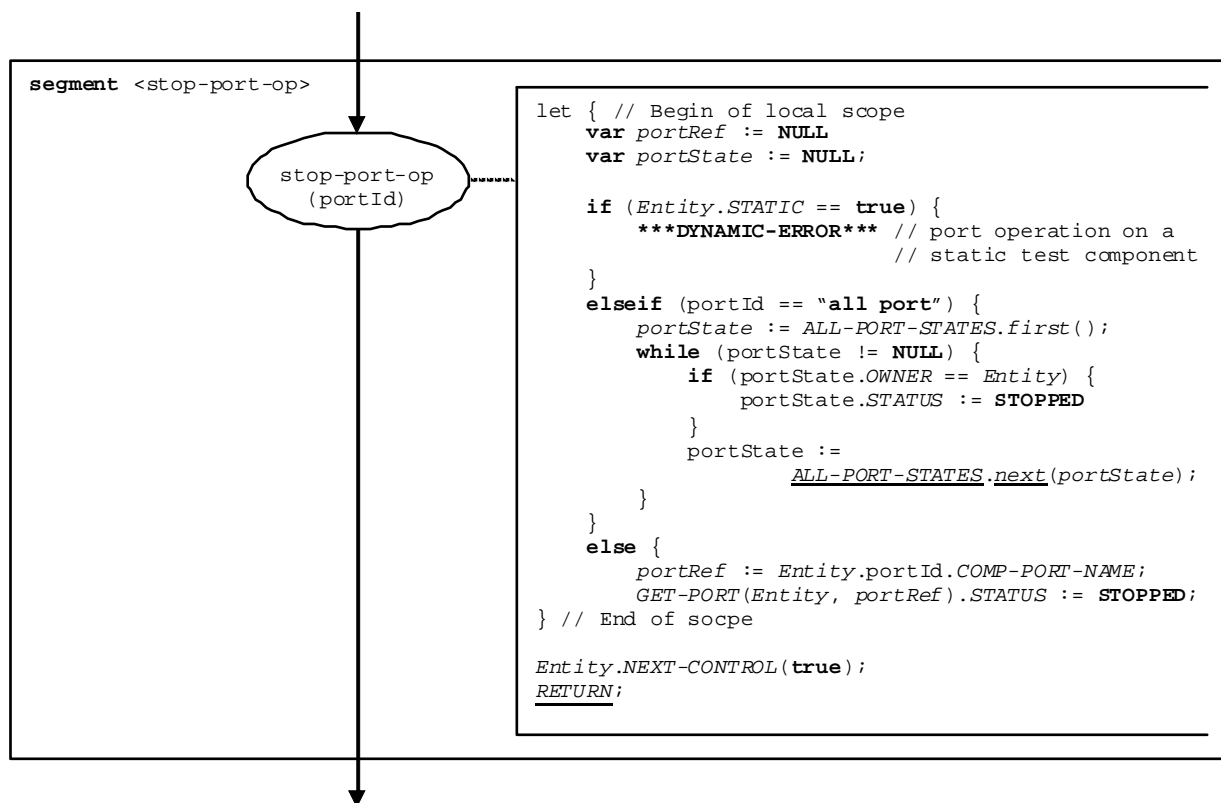 segment <stop-port-op>
stop-port-op
(portId)
let { // Begin of local scope
var portRef := NULL
var portState := NULL;
if (Entity.STATIC == true) {
***DYNAMIC-ERROR*** // port operation on a
// static test component
}
elseif (portId == “all port”) {
portState := ALL-PORT-STATES.first();
while (portState != NULL) {
if (portState.OWNER == Entity) {
portState.STATUS := STOPPED
}
portState :=
ALL-PORT-STATES.next(portState);
}
}
else {
portRef := Entity.portId.COMP-PORT-NAME;
GET-PORT(Entity, portRef).STATUS := STOPPED;
} // End of socpe
Entity.NEXT-CONTROL(true);
RETURN;